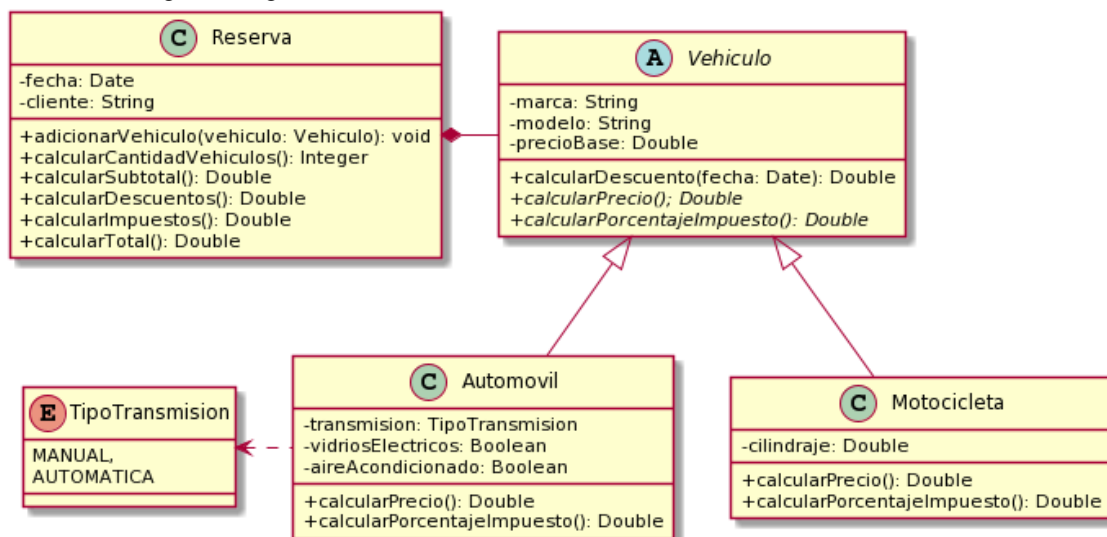 C Reserva
-fecha: Date
-cliente: String
+adicionarVehiculo(vehiculo: Vehiculo): void
+calcularCantidadVehiculos(): Integer
+calcularSubtotal(): Double
+calcularDescuentos(): Double
+calcularImpuestos(): Double
+calcularTotal(): Double
A Vehiculo
-marca: String
-modelo: String
-precioBase: Double
+calcularDescuento(fecha: Date): Double
+calcularPrecio(); Double
+calcularPorcentajeImpuesto(): Double
E TipoTransmision
MANUAL,
AUTOMATICA
C Automovil
-transmision: TipoTransmision
-vidriosElectricos: Boolean
-aireAcondicionado: Boolean
+calcularPrecio(): Double
+calcularPorcentajeImpuesto(): Double
C Motocicleta
-cilindraje: Double
+calcularPrecio(): Double
+calcularPorcentajeImpuesto(): Double